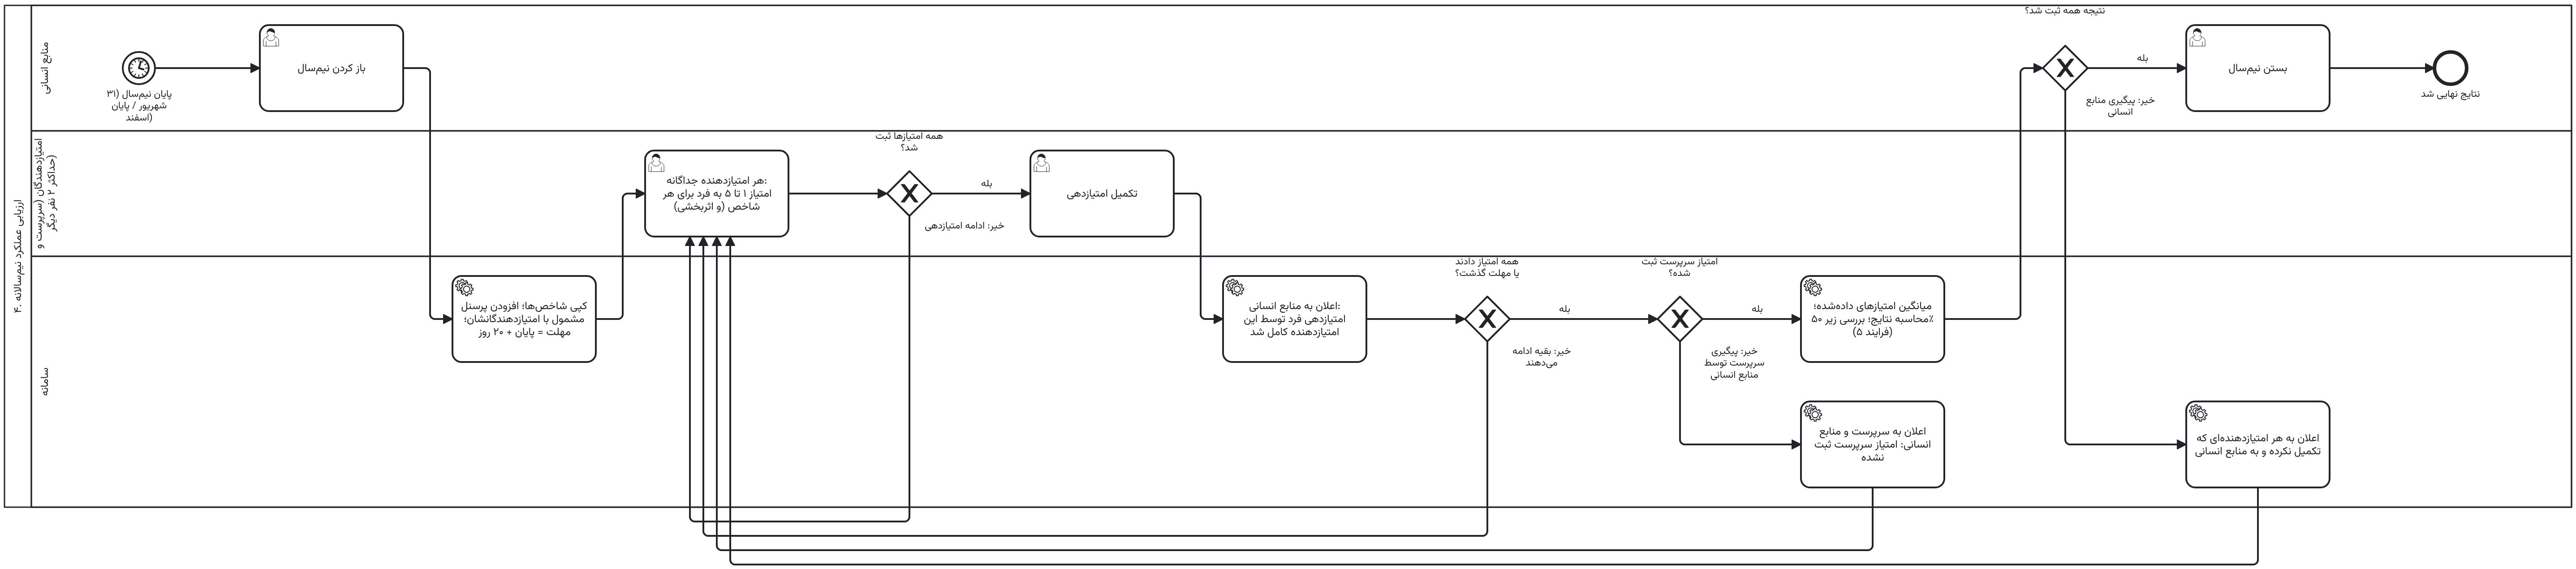 ۴. ارزیابی عملکرد نیم‌سالانه
منابع انسانی
پایان نیم‌سال (۳۱
شهریور / پایان
اسفند)
باز کردن نیم‌سال
نتیجه همه ثبت شد؟
بله
خیر: پیگیری منابع
انسانی
بستن نیم‌سال
نتایج نهایی شد
امتیازدهندگان (سرپرست و
حداکثر ۲ نفر دیگر)
هر امتیازدهنده جداگانه:
امتیاز ۱ تا ۵ به فرد برای هر
شاخص (و اثربخشی)
همه امتیازها ثبت
شد؟
بله
خیر: ادامه امتیازدهی
تکمیل امتیازدهی
سامانه
کپی شاخص‌ها؛ افزودن پرسنل
مشمول با امتیازدهندگانشان؛
مهلت = پایان + ۲۰ روز
اعلان به منابع انسانی:
امتیازدهی فرد توسط این
امتیازدهنده کامل شد
همه امتیاز دادند
یا مهلت گذشت؟
بله
خیر: بقیه ادامه
می‌دهند
امتیاز سرپرست ثبت
شده؟
بله
خیر: پیگیری
سرپرست توسط
منابع انسانی
میانگین امتیازهای داده‌شده؛
محاسبه نتایج؛ بررسی زیر ۵۰٪
(فرایند ۵)
اعلان به سرپرست و منابع
انسانی: امتیاز سرپرست ثبت
نشده
اعلان به هر امتیازدهنده‌ای که
تکمیل نکرده و به منابع انسانی